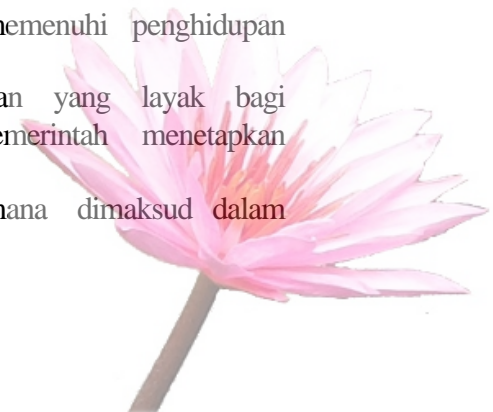 memenuhi penghidupan
an yang layak bagi
emerintah menetapkan
mana dimaksud dalam